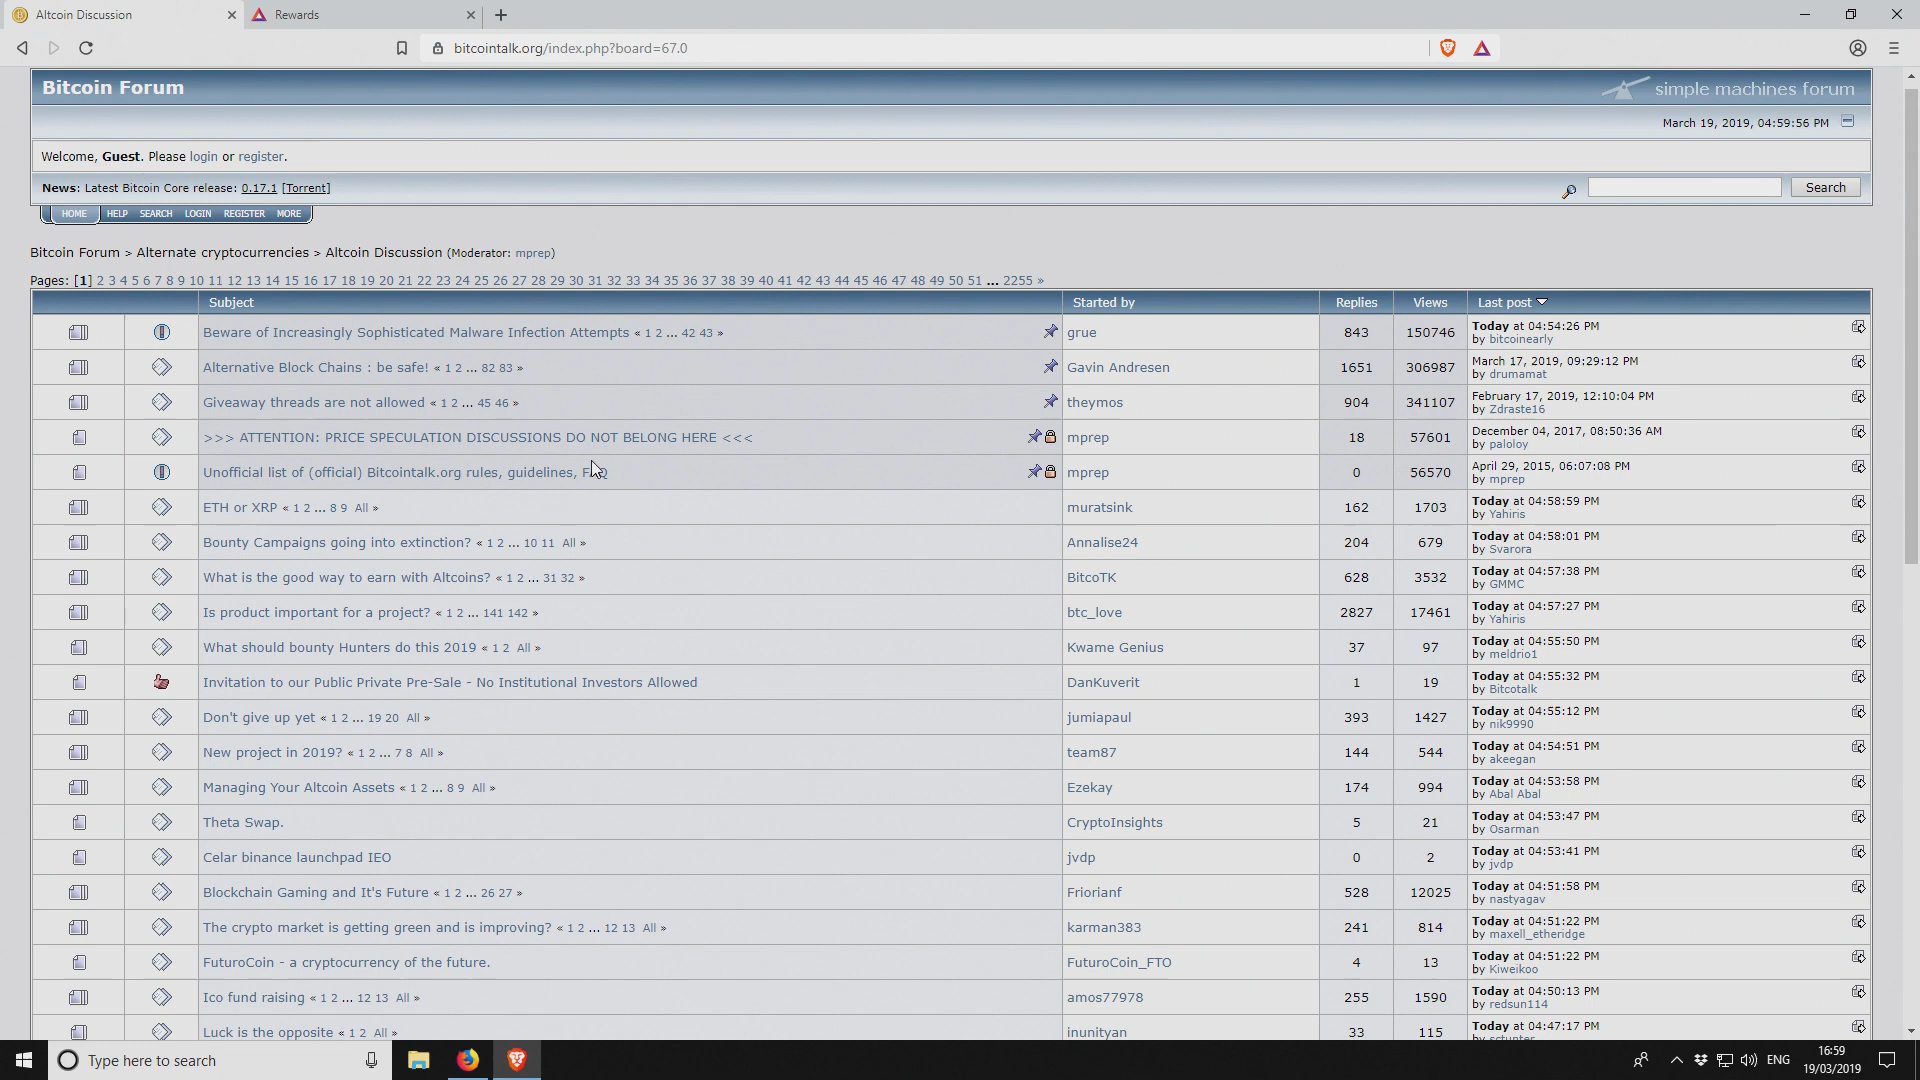 Altcoin Discussion
Rewards
bitcointalk.org/index.php?board=67.0
Bitcoin Forum
simple machines forum
March 19, 2019, 04:59:56 PM
Welcome, Guest. Please login or register.
News: Latest Bitcoin Core release: 0.17.1 [Torrent]
Search
HOME HELP SEARCH LOGIN REGISTER MORE
Bitcoin Forum > Alternate cryptocurrencies > Altcoin Discussion (Moderator: mprep)
Pages: [1] 2 3 4 5 6 7 8 9 10 11 12 13 14 15 16 17 18 19 20 21 22 23 24 25 26 27 28 29 30 31 32 33 34 35 36 37 38 39 40 41 42 43 44 45 46 47 48 49 50 51 ... 2255 »
Subject Started by Replies Views Last post
Beware of Increasingly Sophisticated Malware Infection Attempts « 1 2 ... 42 43 » grue 843 150746 Today at 04:54:26 PM
by bitcoinearly
Alternative Block Chains : be safe! « 1 2 ... 82 83 » Gavin Andresen 1651 306987 March 17, 2019, 09:29:12 PM
by drumamat
Giveaway threads are not allowed « 1 2 ... 45 46 » theymos 904 341107 February 17, 2019, 12:10:04 PM
by Zdraste16
>>> ATTENTION: PRICE SPECULATION DISCUSSIONS DO NOT BELONG HERE <<< mprep 18 57601 December 04, 2017, 08:50:36 AM
by paloloy
Unofficial list of (official) Bitcointalk.org rules, guidelines, FAQ mprep 0 56570 April 29, 2015, 06:07:08 PM
by mprep
ETH or XRP « 1 2 ... 8 9 All » muratsink 162 1703 Today at 04:58:59 PM
by Yahiris
Bounty Campaigns going into extinction? « 1 2 ... 10 11 All » Annalise24 204 679 Today at 04:58:01 PM
by Svarora
What is the good way to earn with Altcoins? « 1 2 ... 31 32 » BitcoTK 628 3532 Today at 04:57:38 PM
by GMMC
Is product important for a project? « 1 2 ... 141 142 » btc_love 2827 17461 Today at 04:57:27 PM
by Yahiris
What should bounty Hunters do this 2019 « 1 2 All » Kwame Genius 37 97 Today at 04:55:50 PM
by meldrio1
Invitation to our Public Private Pre-Sale - No Institutional Investors Allowed DanKuverit 1 19 Today at 04:55:32 PM
by Bitcotalk
Don't give up yet « 1 2 ... 19 20 All » jumiapaul 393 1427 Today at 04:55:12 PM
by nik9990
New project in 2019? « 1 2 ... 7 8 All » team87 144 544 Today at 04:54:51 PM
by akeegan
Managing Your Altcoin Assets « 1 2 ... 8 9 All » Ezekay 174 994 Today at 04:53:58 PM
by Abal Abal
Theta Swap. CryptoInsights 5 21 Today at 04:53:47 PM
by Osarman
Celar binance launchpad IEO jvdp 0 2 Today at 04:53:41 PM
by jvdp
Blockchain Gaming and It's Future « 1 2 ... 26 27 » Friorianf 528 12025 Today at 04:51:58 PM
by nastyagav
The crypto market is getting green and is improving? « 1 2 ... 12 13 All » karman383 241 814 Today at 04:51:22 PM
by maxell_etheridge
FuturoCoin - a cryptocurrency of the future. FuturoCoin_FTO 4 13 Today at 04:51:22 PM
by Kiweikoo
Ico fund raising « 1 2 ... 12 13 All » amos77978 255 1590 Today at 04:50:13 PM
by redsun114
Luck is the opposite « 1 2 All » inunityan 33 115 Today at 04:47:17 PM
by
Type here to search
ENG
16:59
19/03/2019